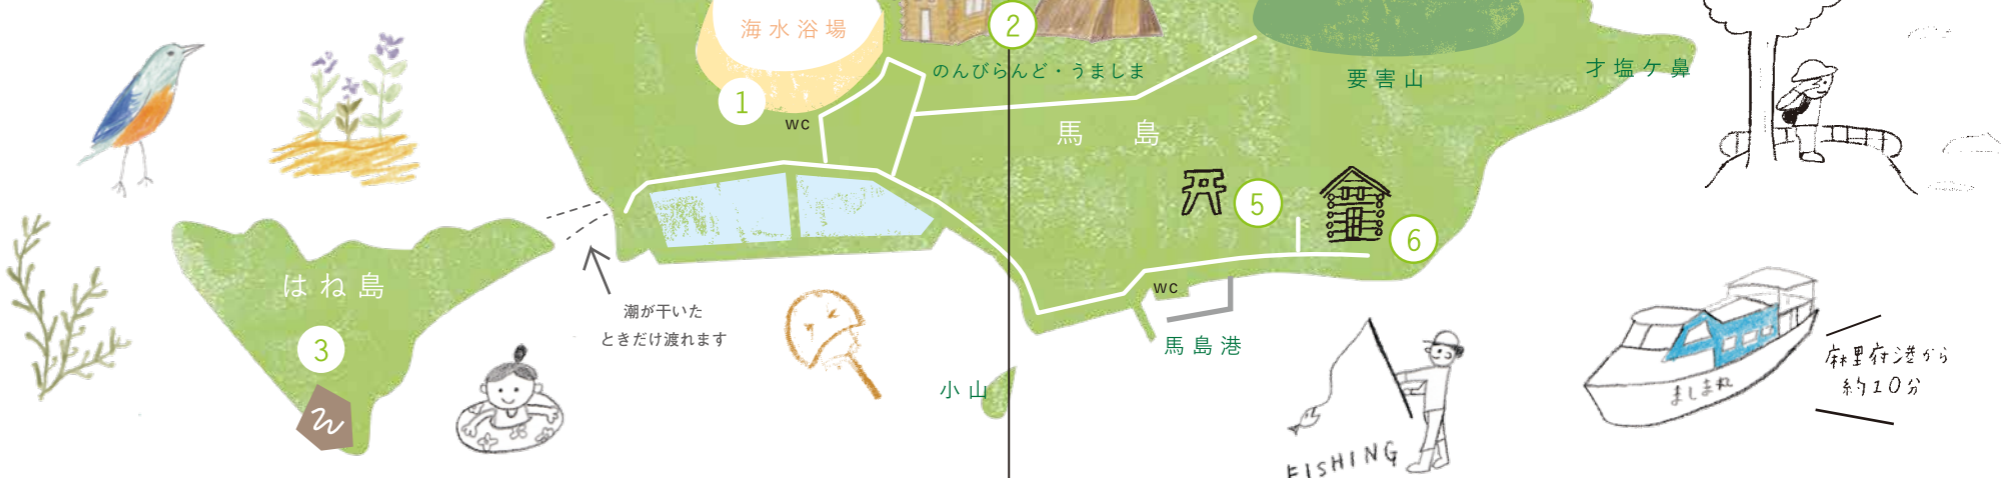 海水浴場
1
WC
2
のんびらんど・うましま
要害山
才塩ケ鼻
馬島
5
6
はね島
3
ん
潮が干いた
ときだけ渡れます
小山
WC
馬島港
FISHING
ましま丸
麻里府港から
約10分